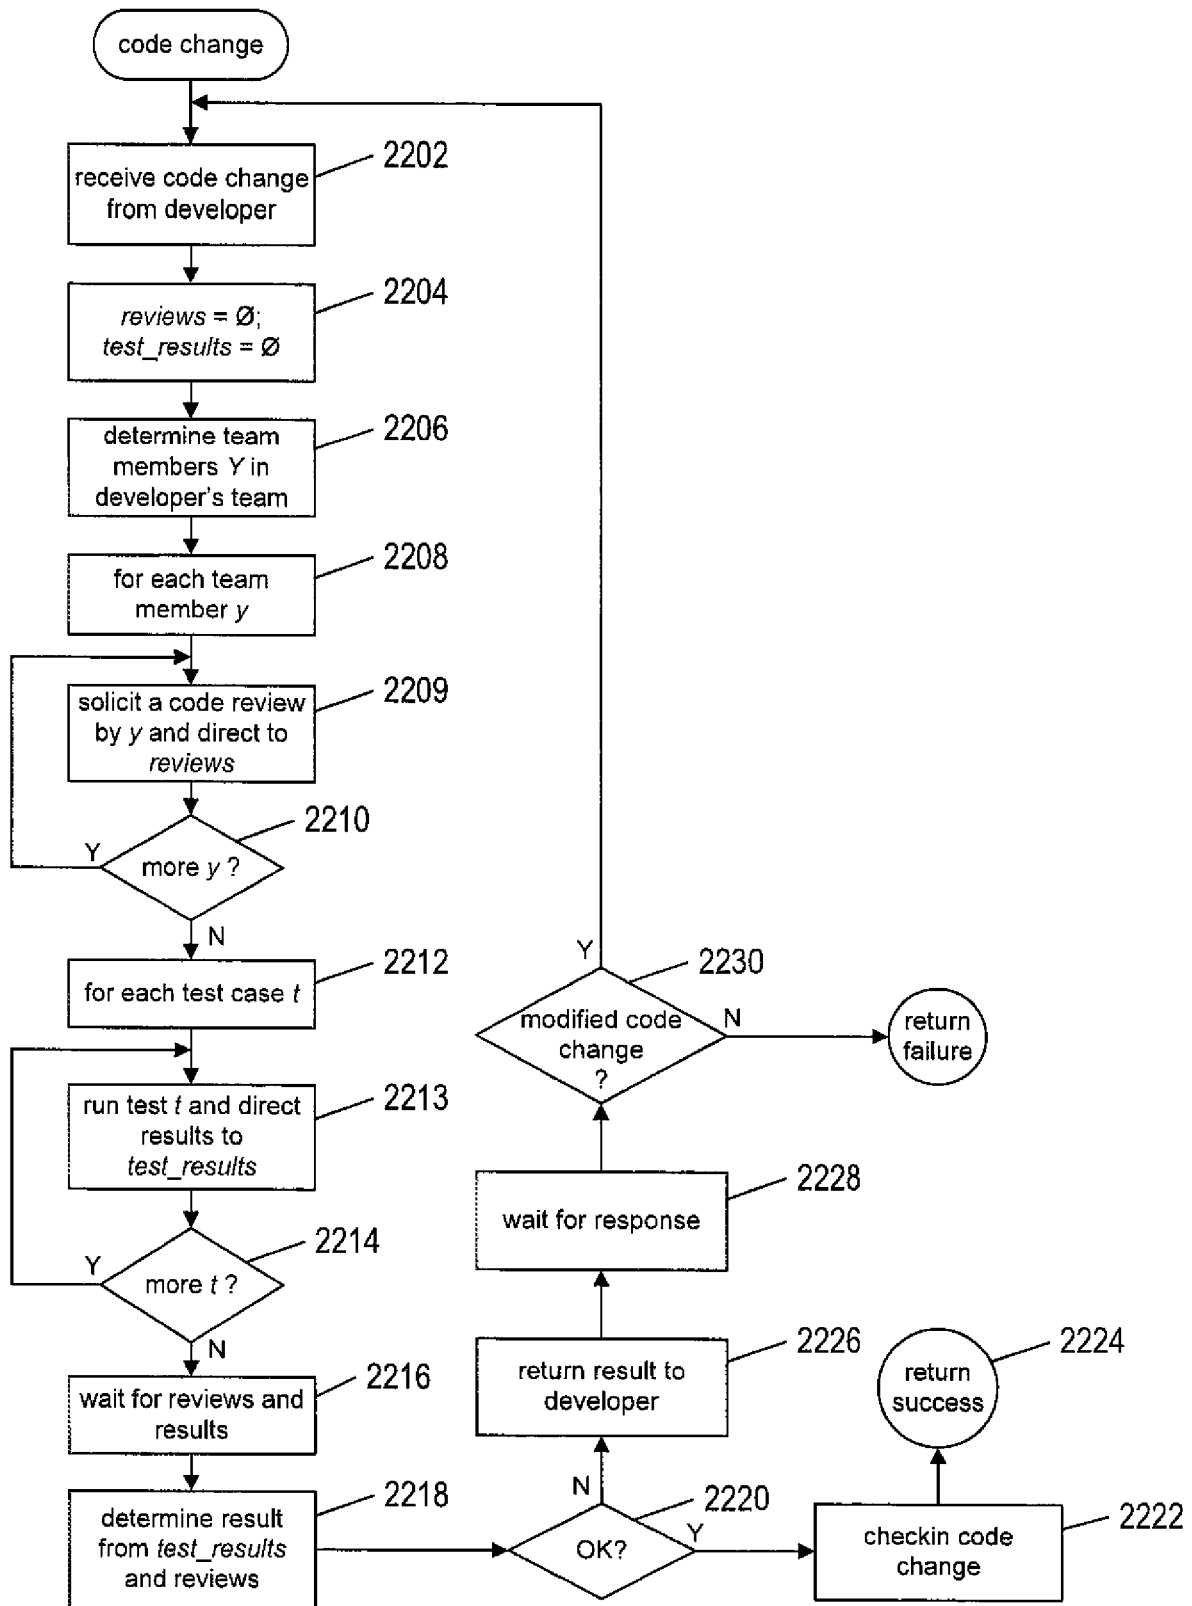 code change
receive code change
from developer
2202
reviews = Ø;
test_results = Ø
2204
determine team
members Y in
developer's team
2206
for each team
member y
2208
solicit a code review
by y and direct to
reviews
2209
more y ?
2210
Y
N
for each test case t
2212
run test t and direct
results to
test_results
2213
more t ?
2214
Y
N
wait for reviews and
results
2216
determine result
from test_results
and reviews
2218
OK?
2220
N
Y
checkin code
change
2222
return
success
2224
return result to
developer
2226
wait for response
2228
modified code
change
?
2230
Y
N
return
failure